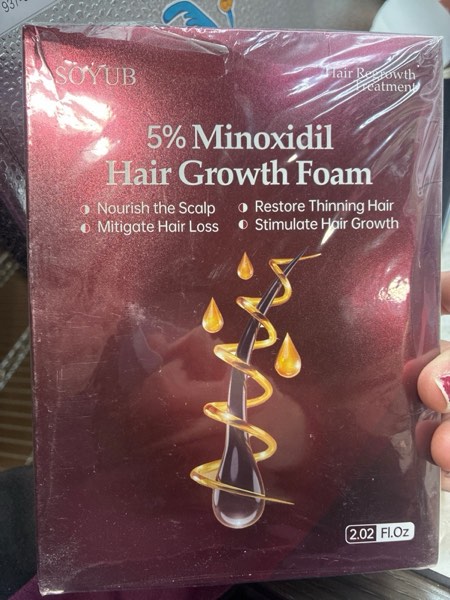 SOYUB
Hair Regrowth
Treatment
5% Minoxidil
Hair Growth Foam
Nourish the Scalp
Restore Thinning Hair
Mitigate Hair Loss
Stimulate Hair Growth
2.02 Fl.Oz